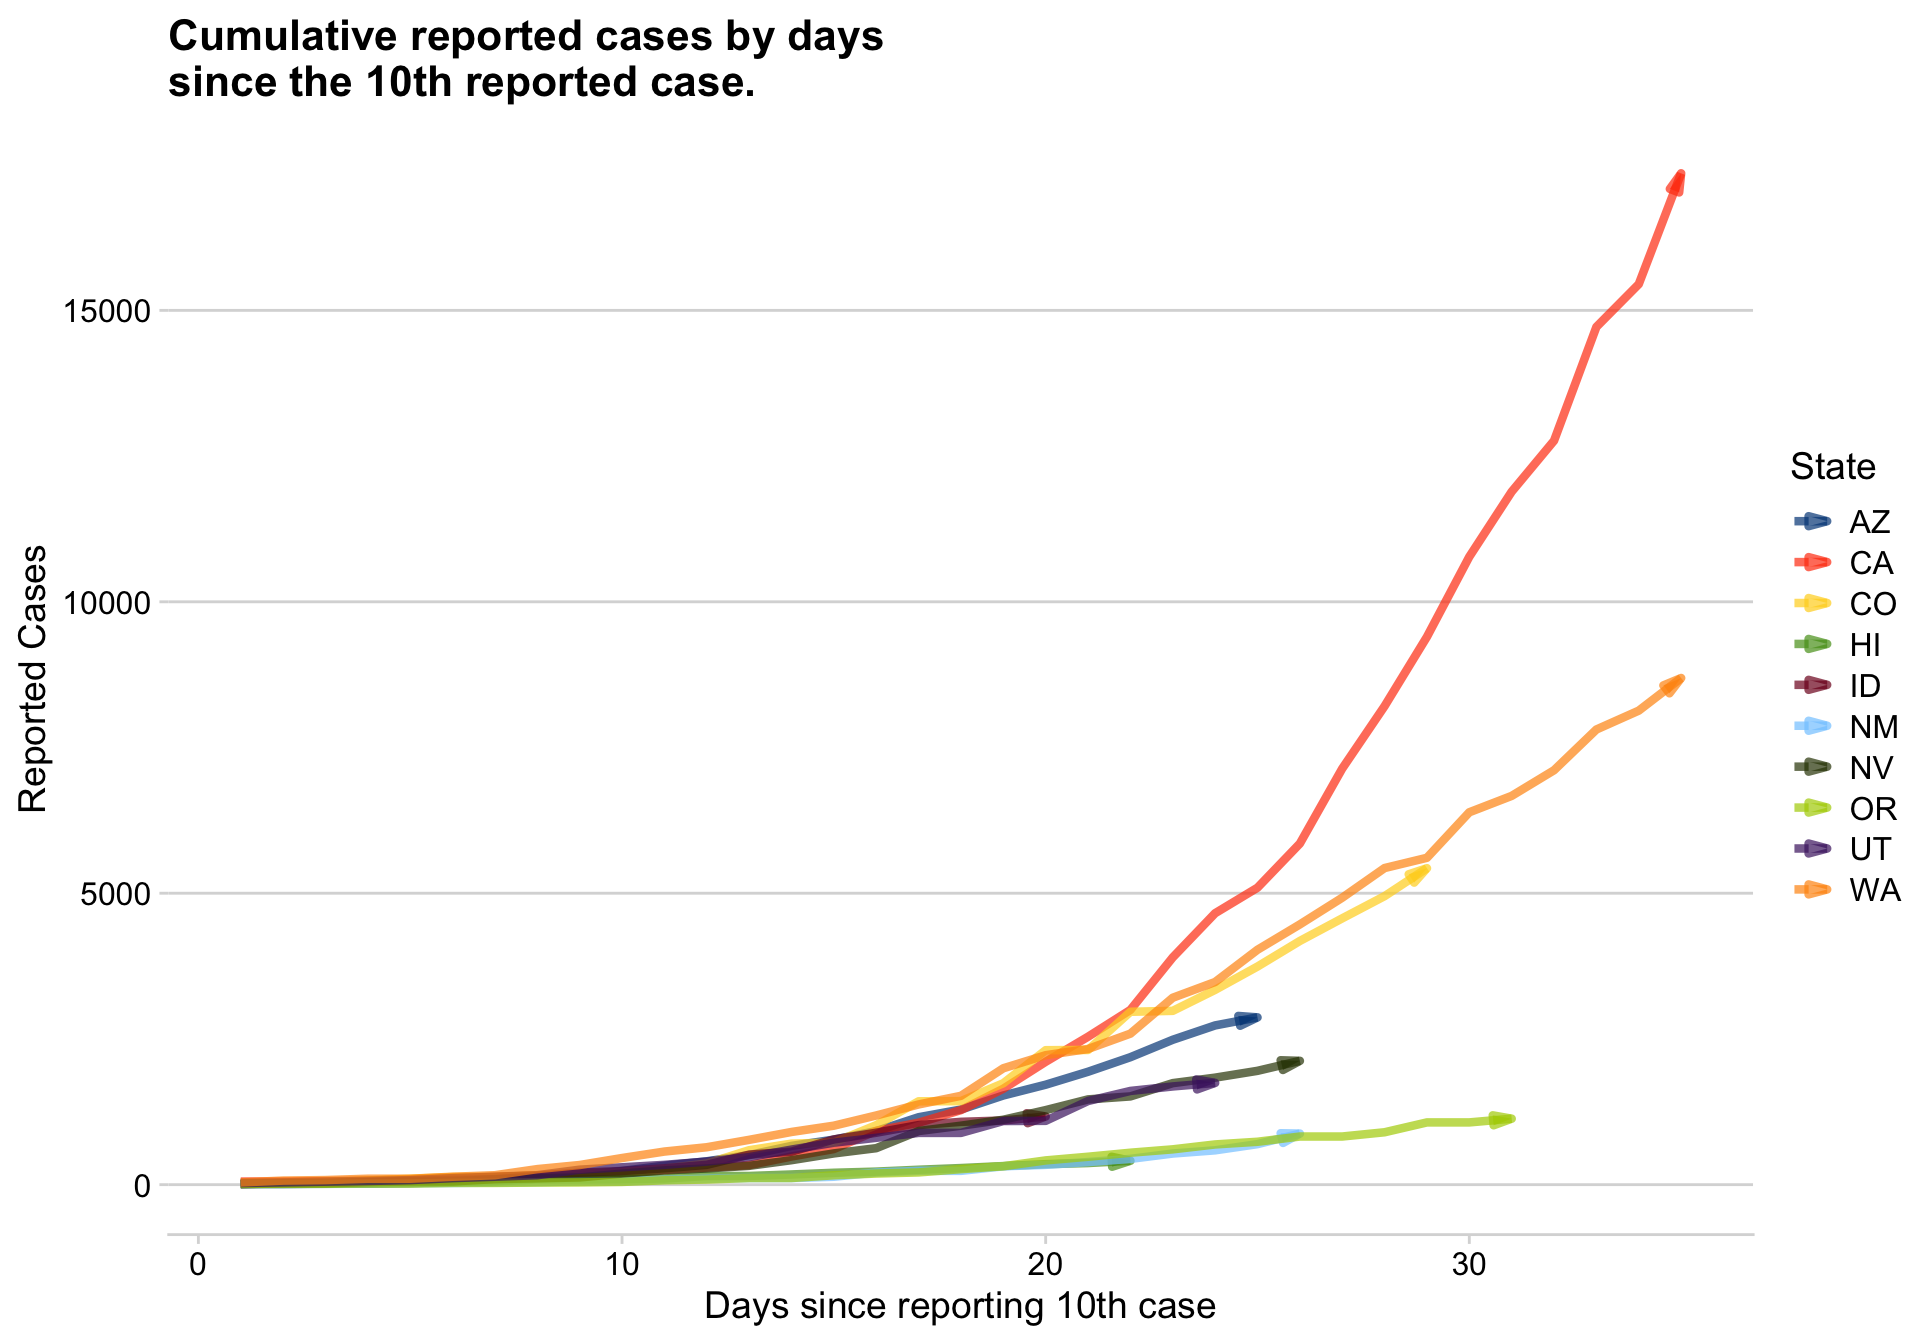 Cumulative reported cases by days
since the 10th reported case.
Reported Cases
15000
10000
5000
0
0
10
20
30
Days since reporting 10th case
State
AZ
CA
CO
HI
ID
NM
NV
OR
UT
WA